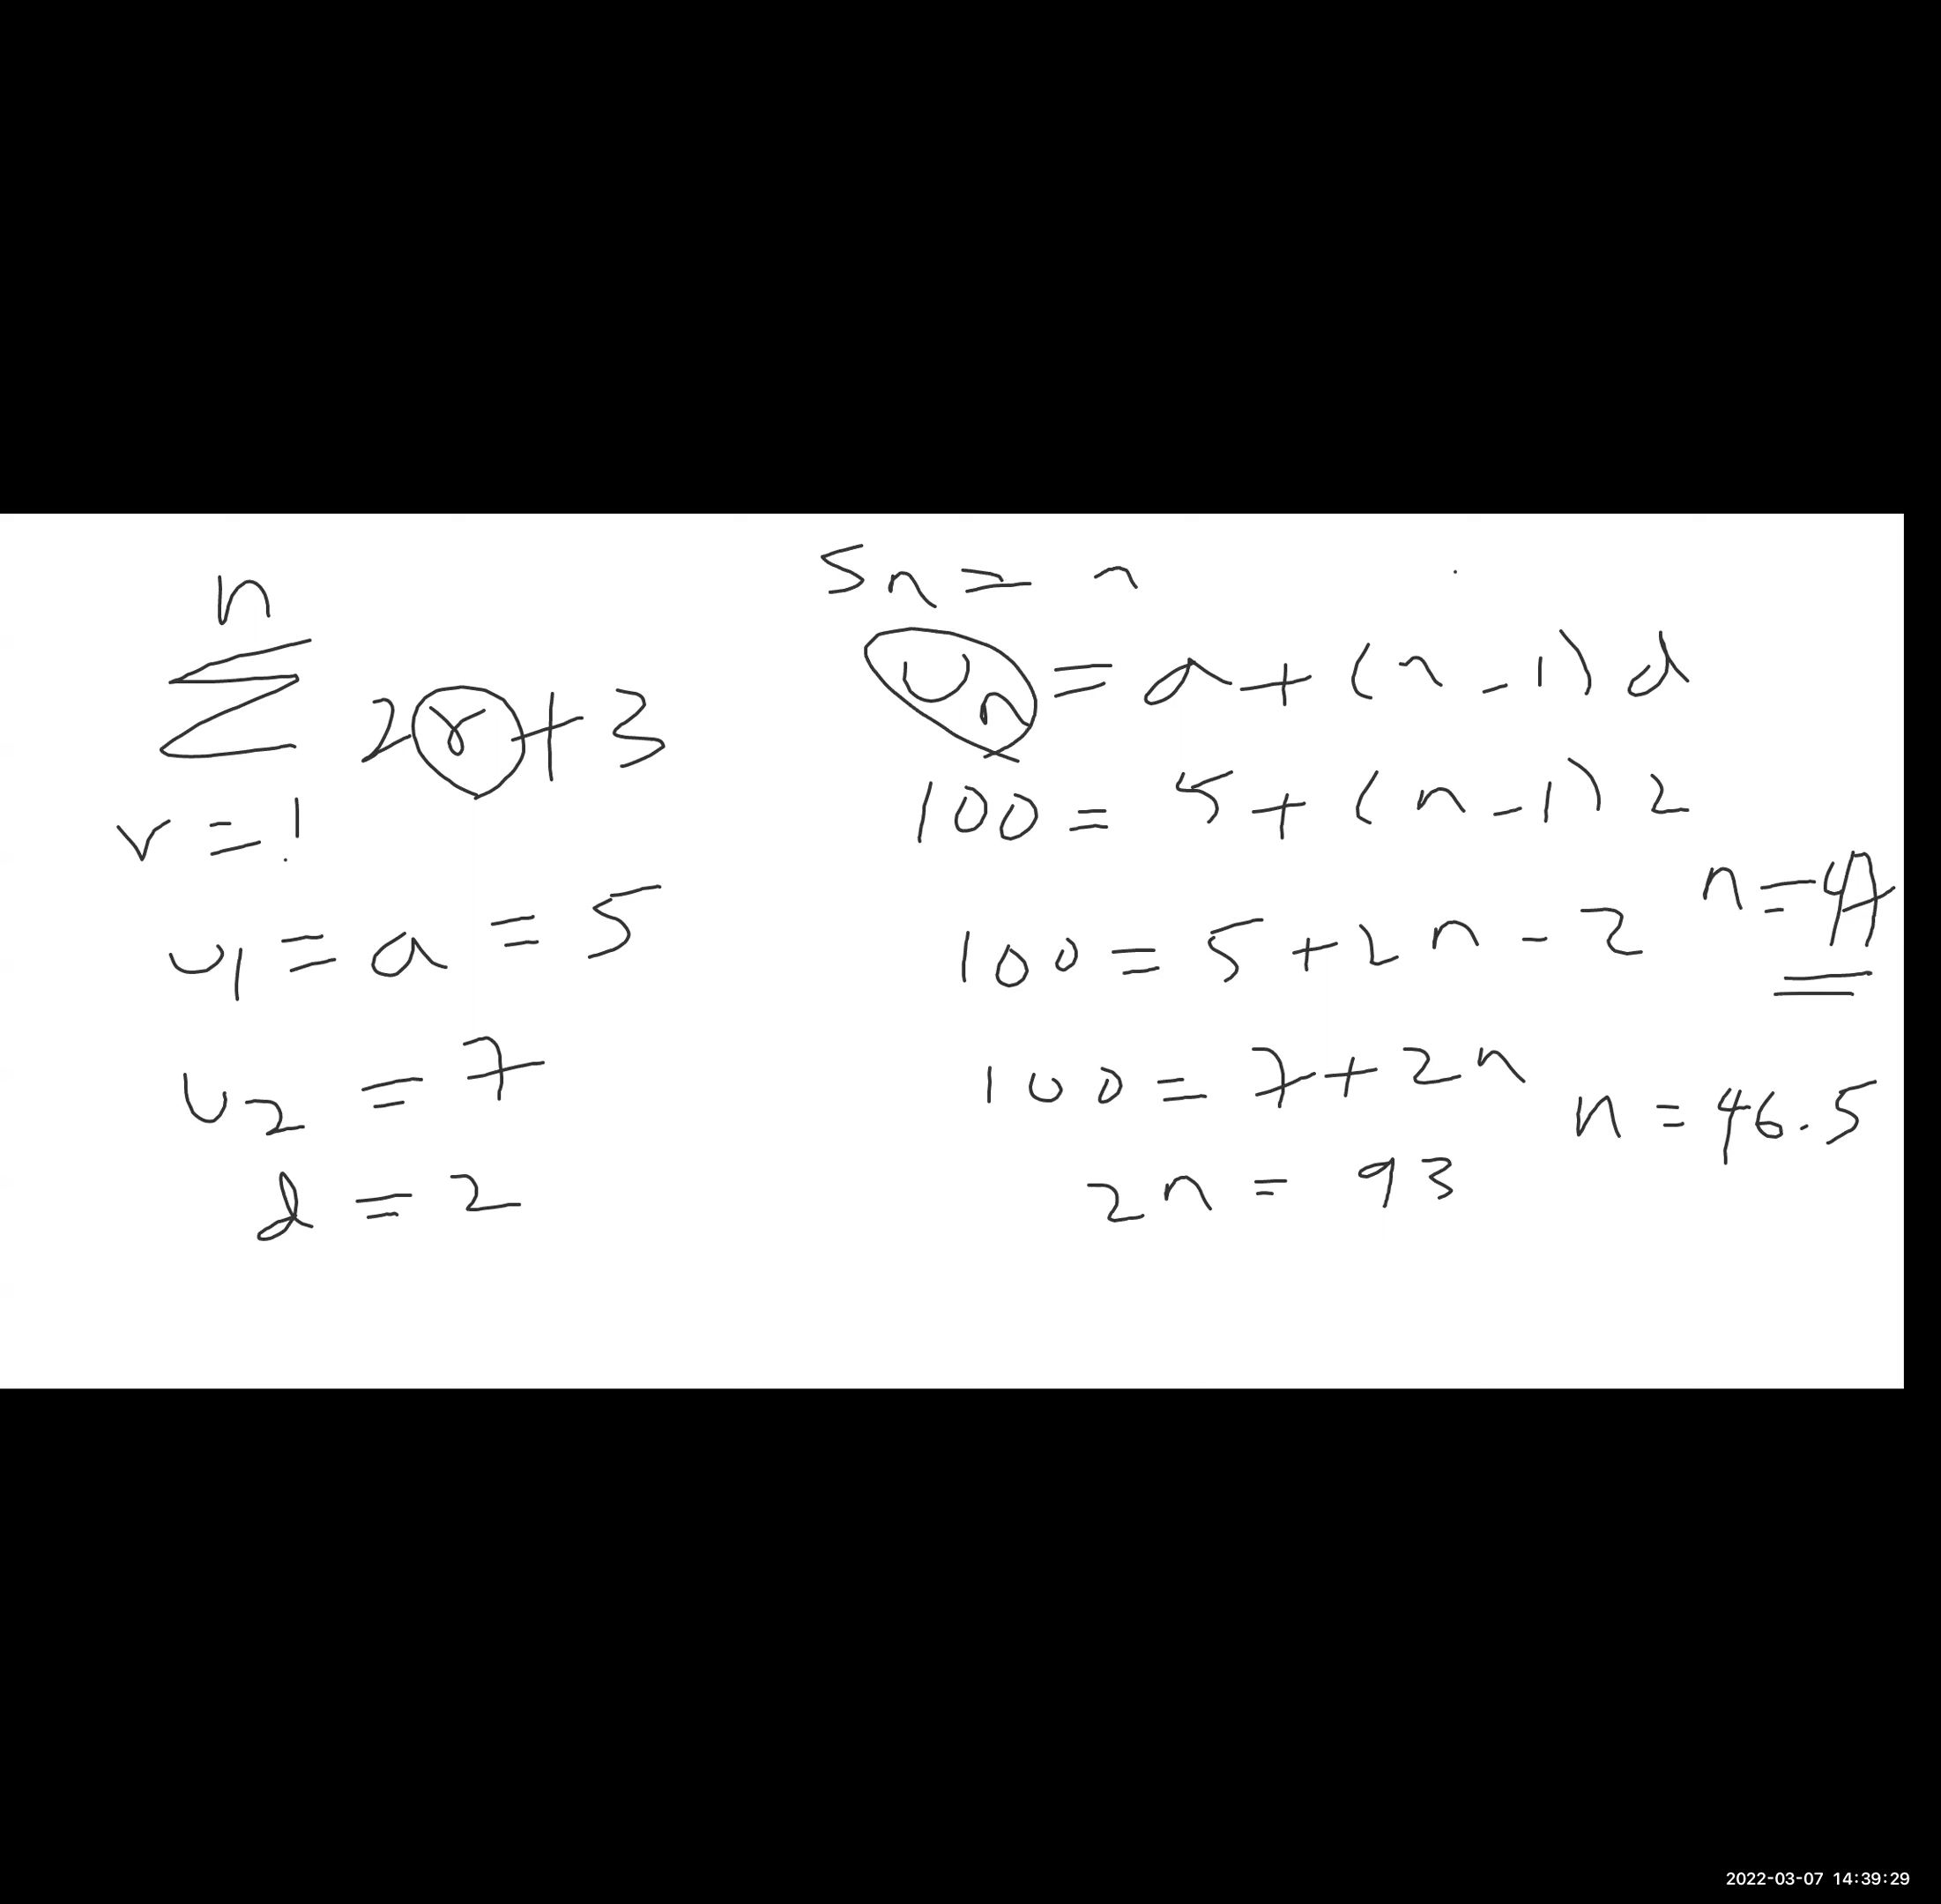 n
Σ 2r+3
r=1
u1 = a = 5
u2 = 7
d = 2
Sn = n
Un = a + (n-1)d
100 = 5 + (n-1)2
100 = 5 + 2n - 2
100 = 7 + 2n
2n = 93
n = 46.5
2022-03-07 14:39:29